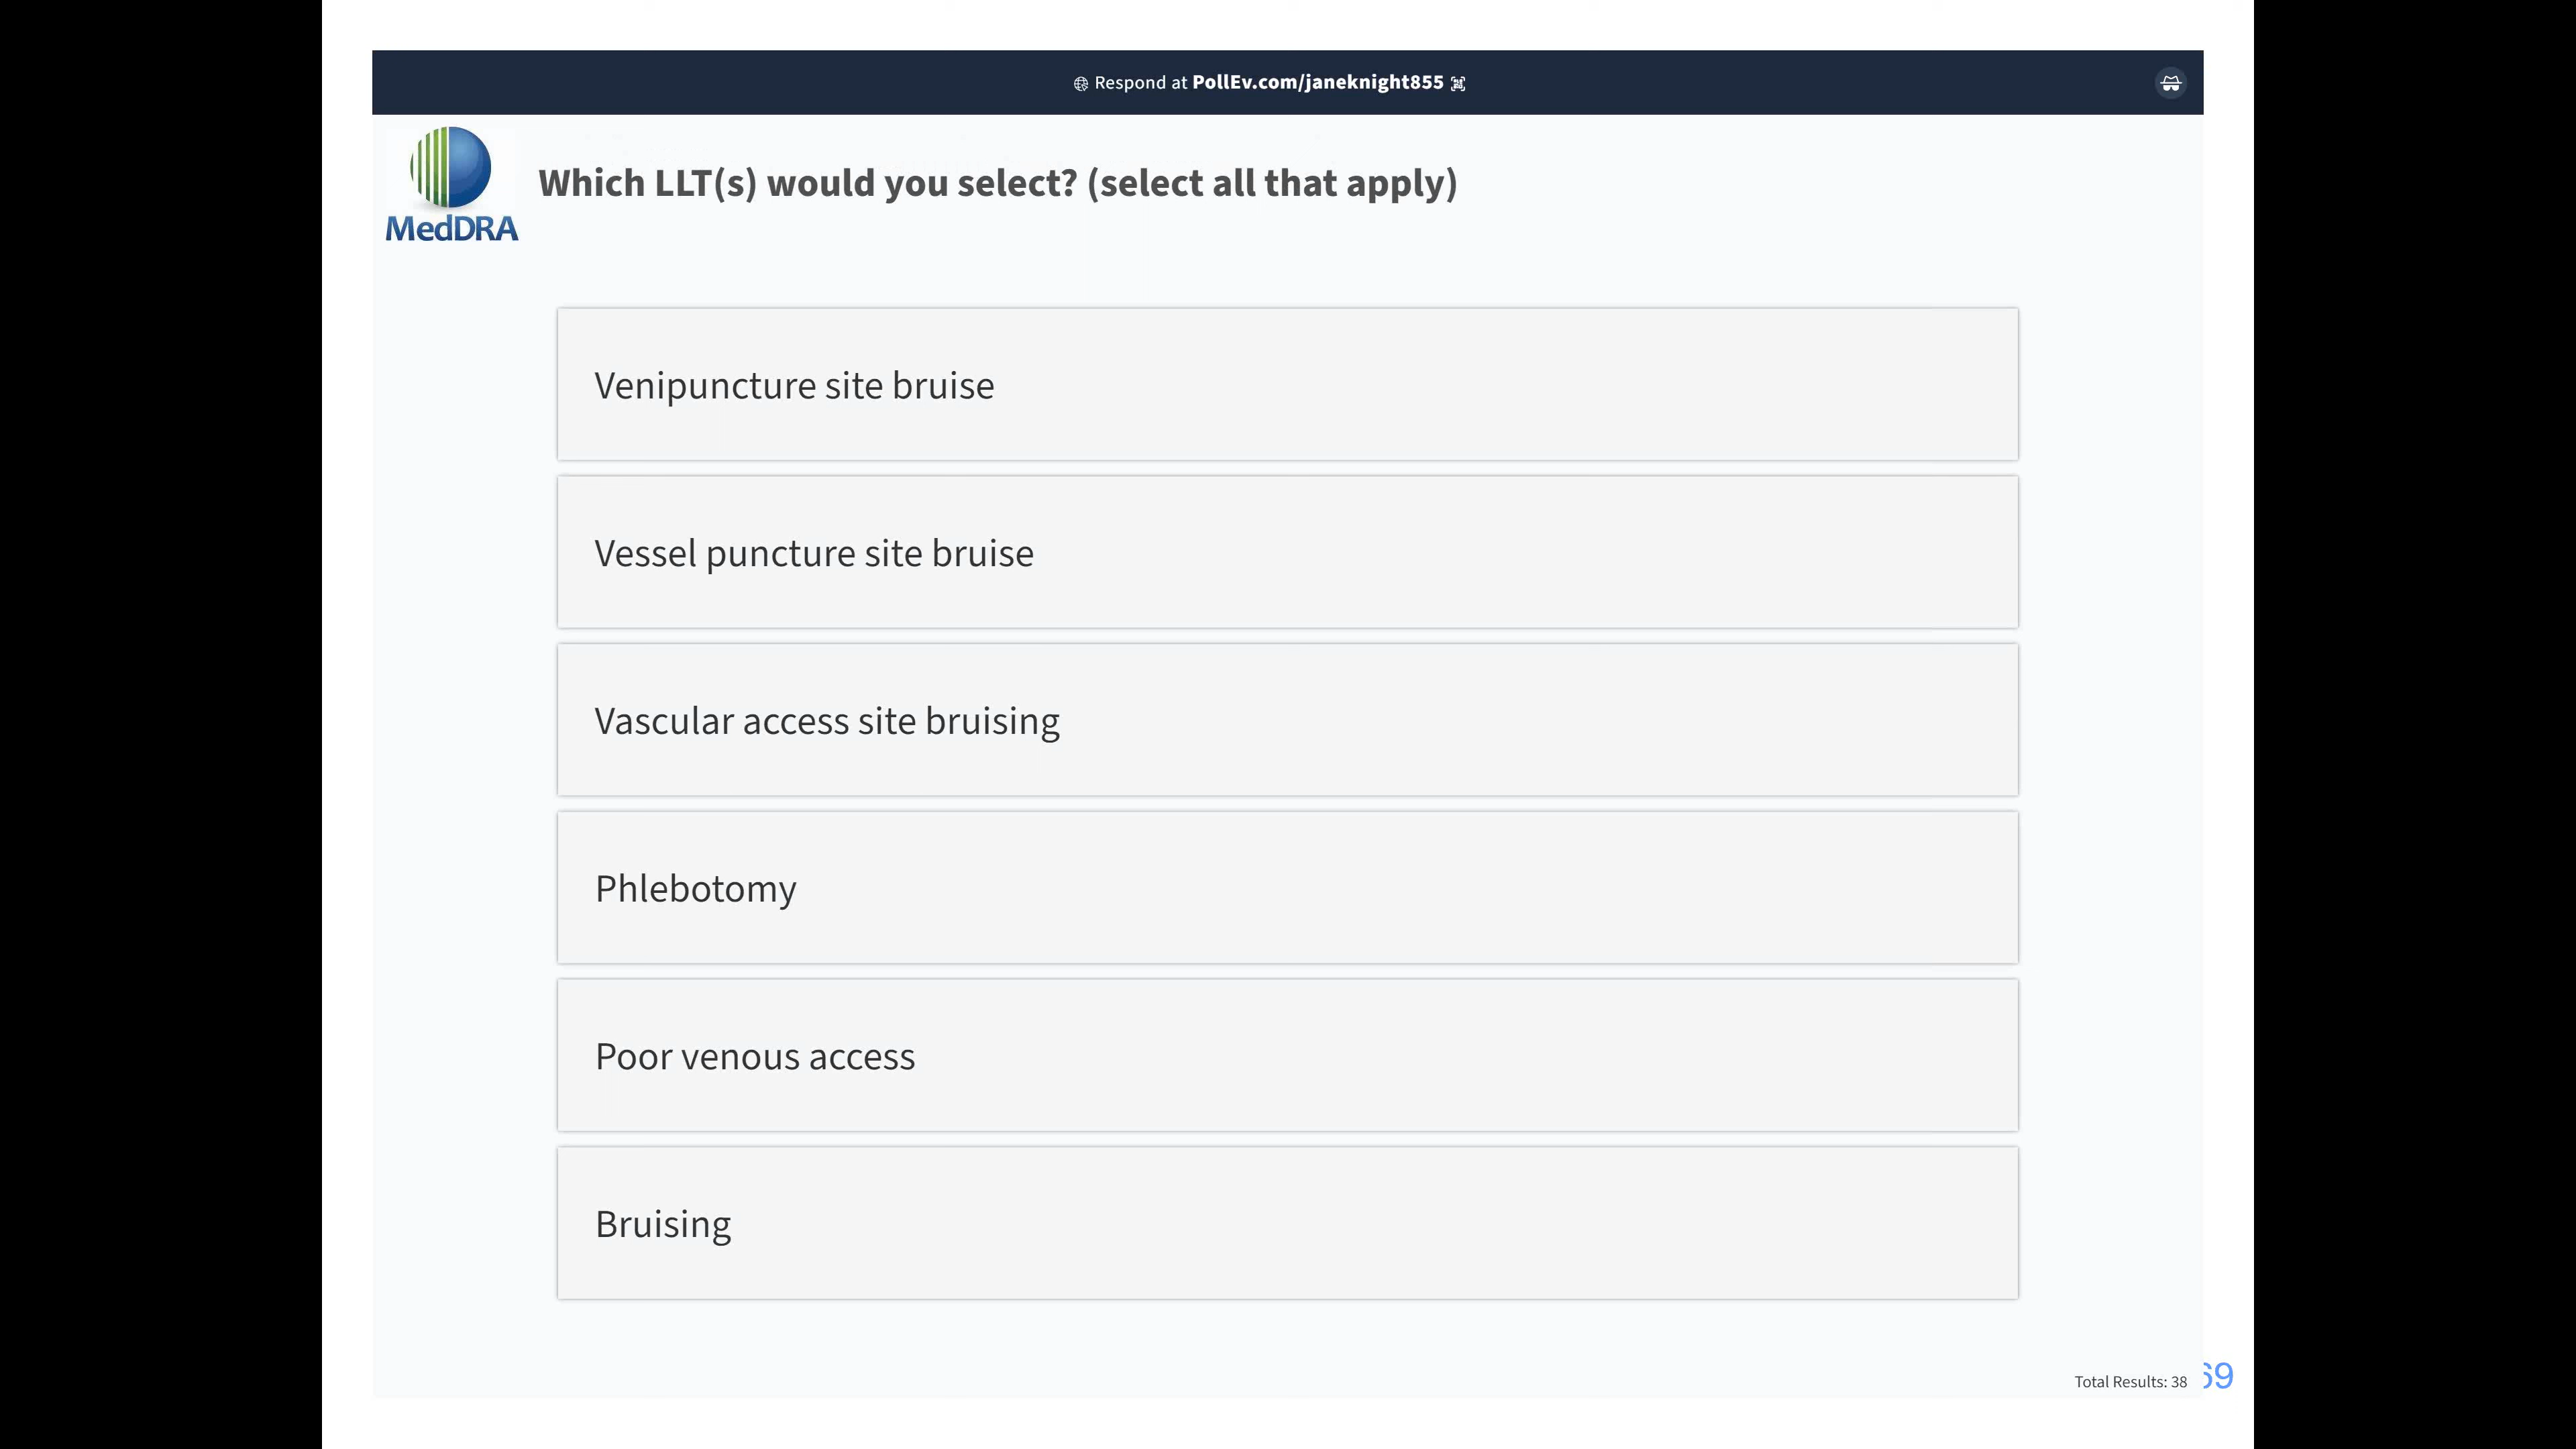 Respond at PollEv.com/janeknight855
MedDRA
Which LLT(s) would you select? (select all that apply)
Venipuncture site bruise
Vessel puncture site bruise
Vascular access site bruising
Phlebotomy
Poor venous access
Bruising
Total Results: 38